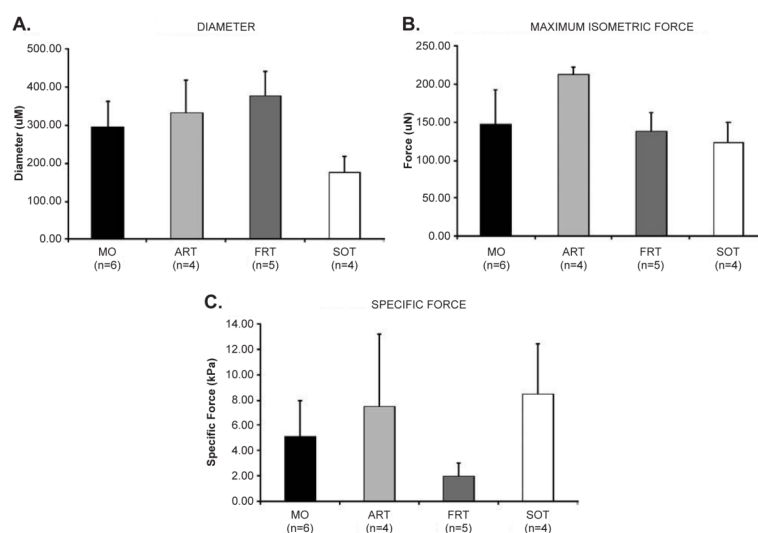 A.
DIAMETER
Diameter (uM)
500.00
400.00
300.00
200.00
100.00
0.00
MO
(n=6)
ART
(n=4)
FRT
(n=5)
SOT
(n=4)
B.
MAXIMUM ISOMETRIC FORCE
Force (uN)
250.00
200.00
150.00
100.00
50.00
0.00
MO
(n=6)
ART
(n=4)
FRT
(n=5)
SOT
(n=4)
C.
SPECIFIC FORCE
Specific Force (kPa)
14.00
12.00
10.00
8.00
6.00
4.00
2.00
0.00
MO
(n=6)
ART
(n=4)
FRT
(n=5)
SOT
(n=4)